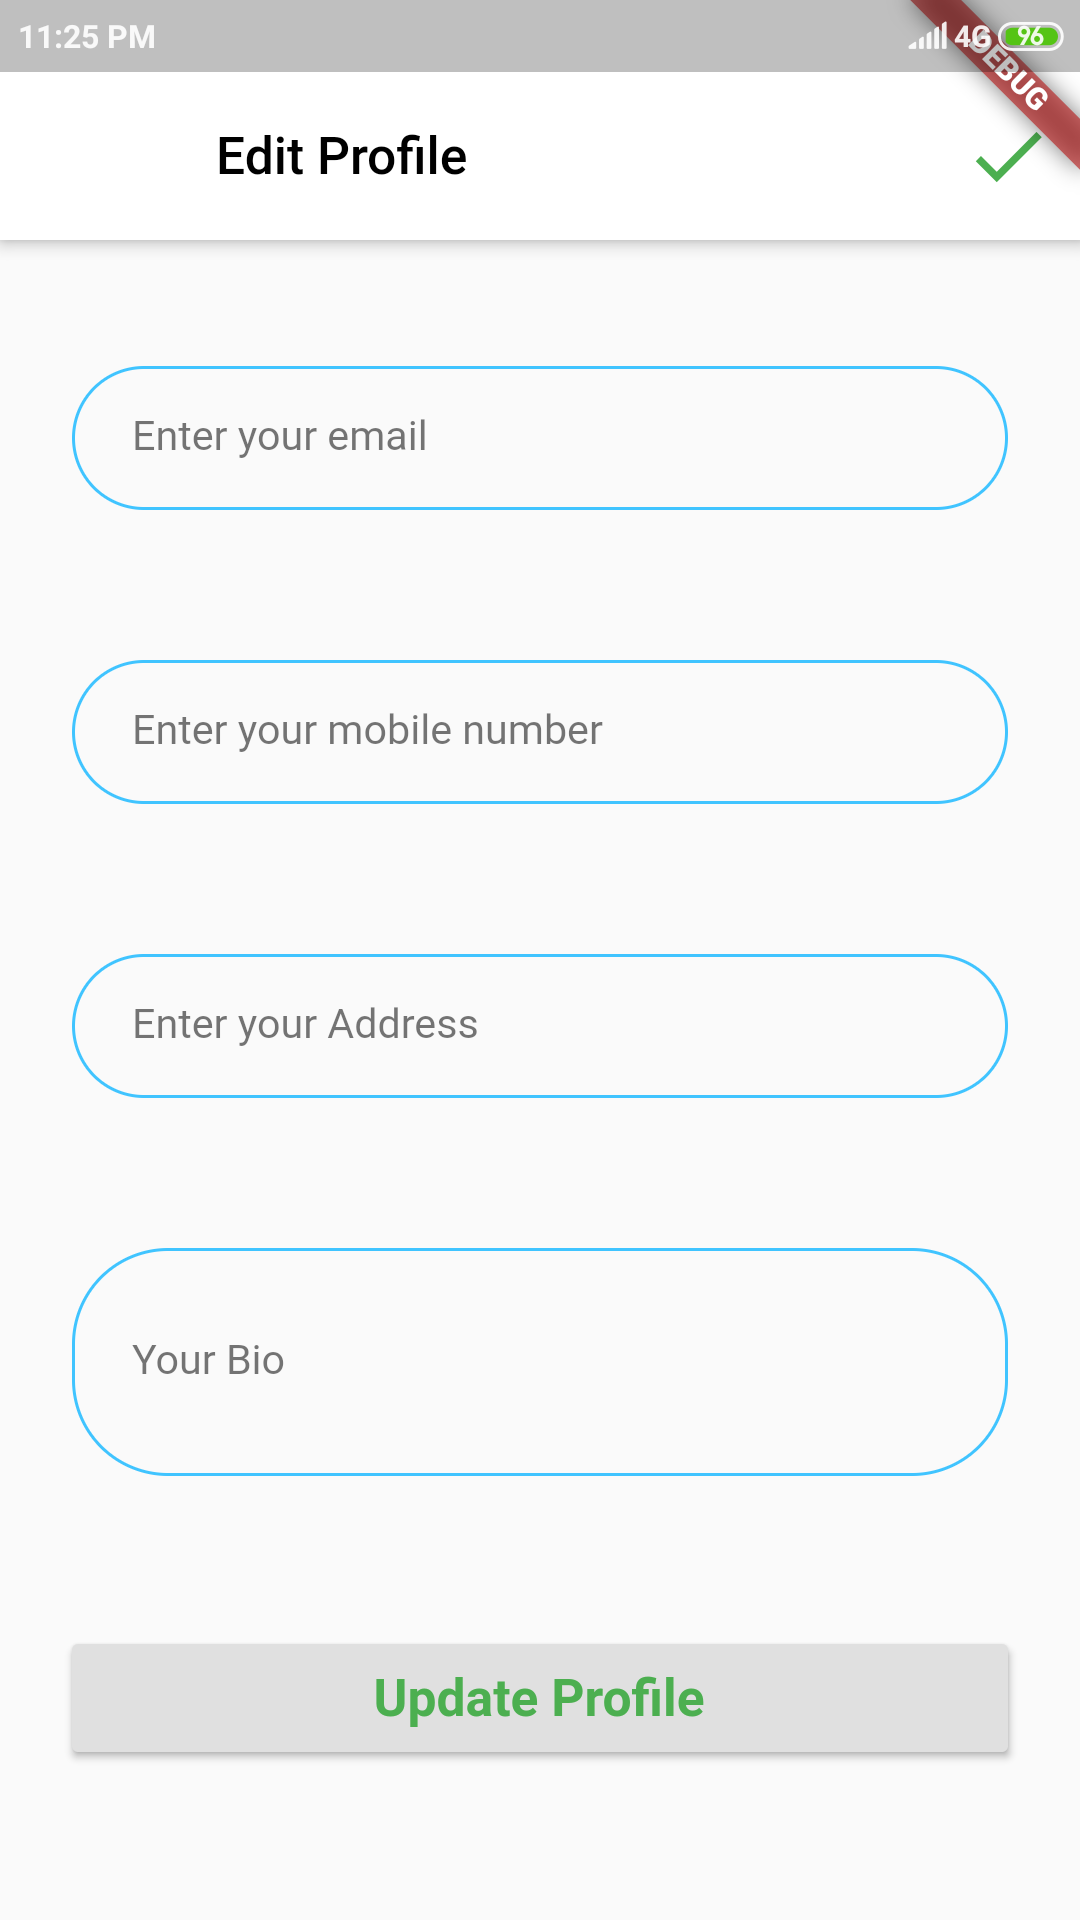 11:25 PM 4G 96
DEBUG
Edit Profile
Enter your email
Enter your mobile number
Enter your Address
Your Bio
Update Profile